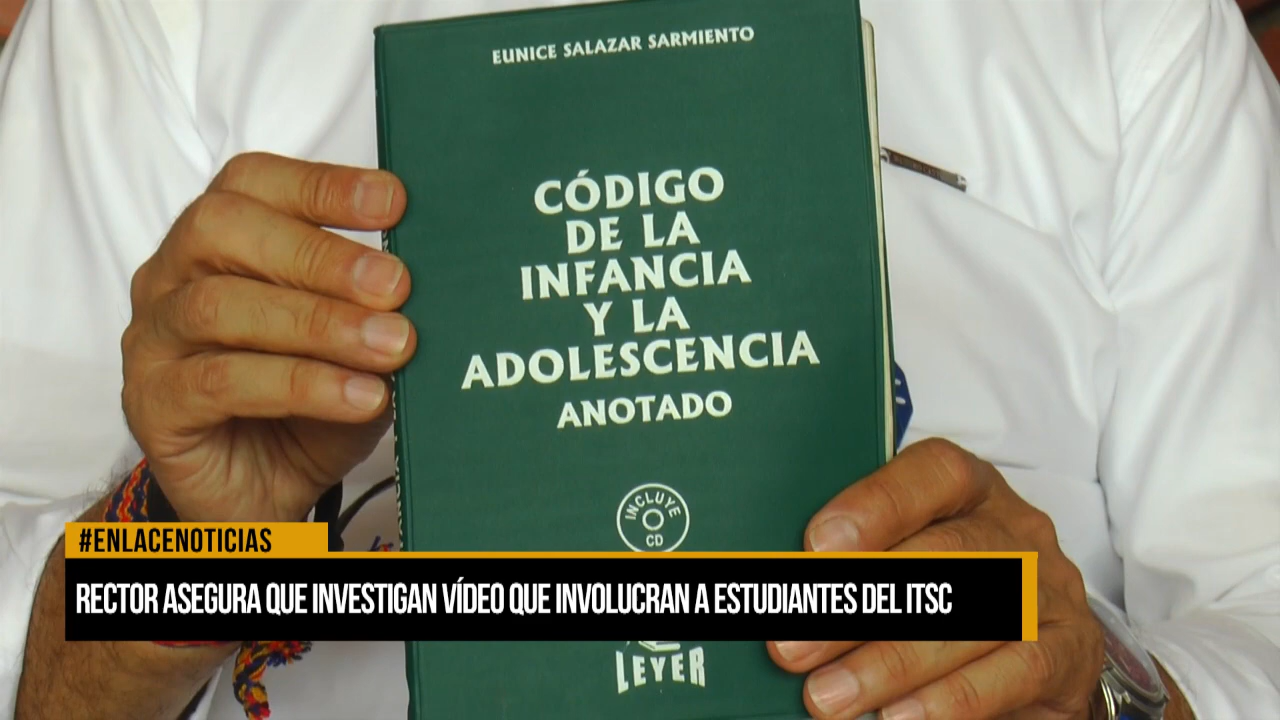 EUNICE SALAZAR SARMIENTO
CÓDIGO
DE LA
INFANCIA
Y LA
ADOLESCENCIA
ANOTADO
INCLUYE
CD
#ENLACENOTICIAS
RECTOR ASEGURA QUE INVESTIGAN VÍDEO QUE INVOLUCRAN A ESTUDIANTES DEL ITSC
LEYER